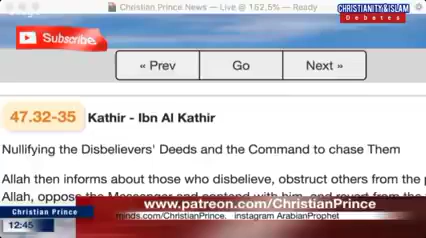 Christian Prince News — Live @ 162,5% — Ready
CHRISTIANITY & ISLAM
Debates
Subscribe
« Prev
Go
Next »
47.32-35
Kathir - Ibn Al Kathir
Nullifying the Disbelievers' Deeds and the Command to chase Them
Allah then informs about those who disbelieve, obstruct others from the
Allah, oppose the Messenger and contend with him, and revert from the
www.patreon.com/ChristianPrince
Christian Prince
minds.com/ChristianPrince. instagram ArabianProphet
12:45